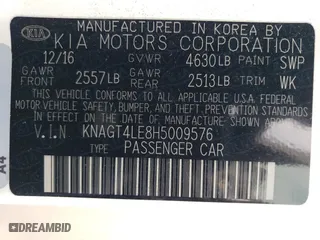 KIA
MANUFACTURED IN KOREA BY
KIA MOTORS CORPORATION
12/16 GVWR 4630LB PAINT SWP
GAWR FRONT 2557LB GAWR REAR 2513LB TRIM WK
THIS VEHICLE CONFORMS TO ALL APPLICABLE
FEDERAL MOTOR VEHICLE SAFETY,
BUMPER, AND THEFT PREVENTION STANDARDS
IN EFFECT ON THE DATE OF MANUFACTURE
SHOWN ABOVE.
V.I.N KNAGT4LE8H5009576
TYPE: PASSENGER CAR
A4
DREAMBID